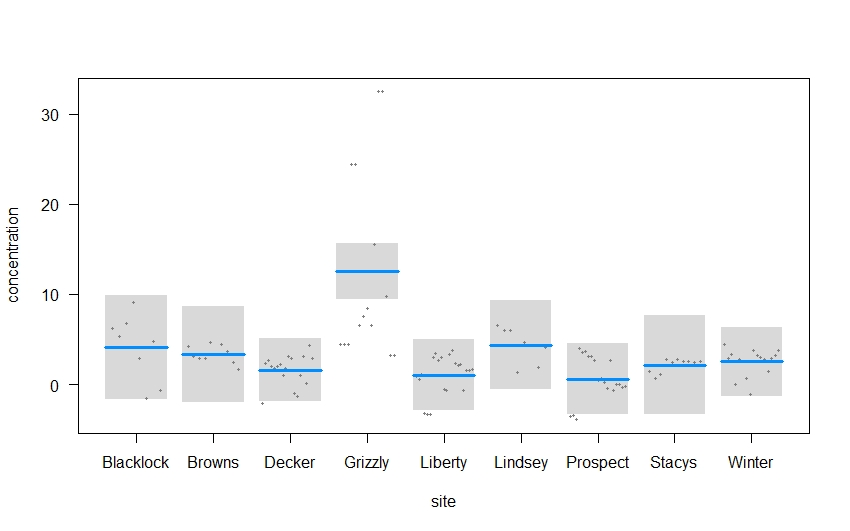 concentration
30
20
10
0
Blacklock Browns Decker Grizzly Liberty Lindsey Prospect Stacys Winter
site